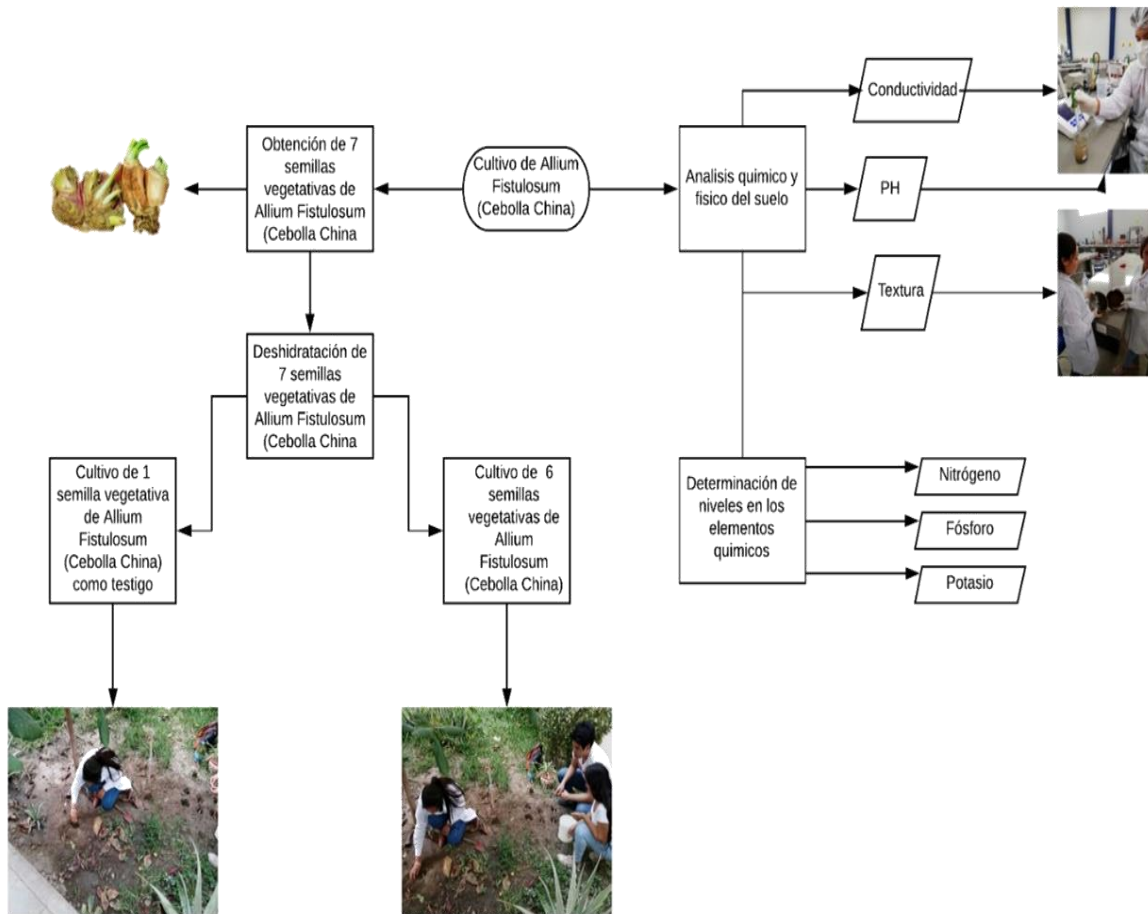 Obtención de 7
semillas
vegetativas de
Allium Fistulosum
(Cebolla China
Cultivo de Allium
Fistulosum
(Cebolla China)
Analisis quimico y
fisico del suelo
Conductividad
PH
Textura
Deshidratación de
7 semillas
vegetativas de
Allium Fistulosum
(Cebolla China
Cultivo de 1
semilla vegetativa
de Allium
Fistulosum
(Cebolla China)
como testigo
Cultivo de 6
semillas
vegetativas de
Allium
Fistulosum
(Cebolla China)
Determinación de
niveles en los
elementos
quimicos
Nitrógeno
Fósforo
Potasio